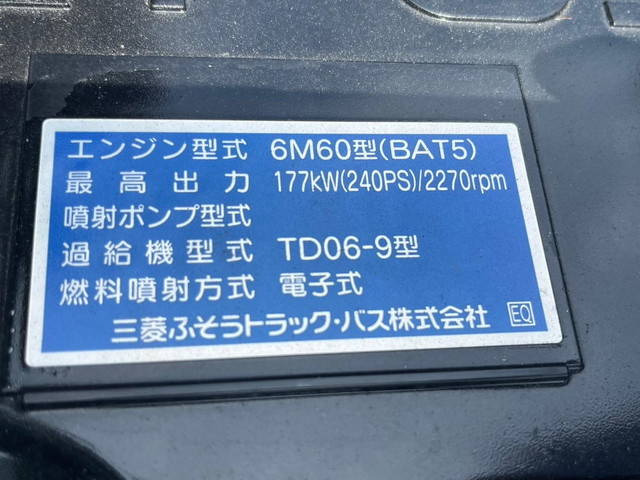 エンジン型式 6M60型(BAT5)
最高出力 177kW(240PS)/2270rpm
噴射ポンプ型式
過給機型式 TD06-9型
燃料噴射方式 電子式
三菱ふそうトラック・バス株式会社 EQ